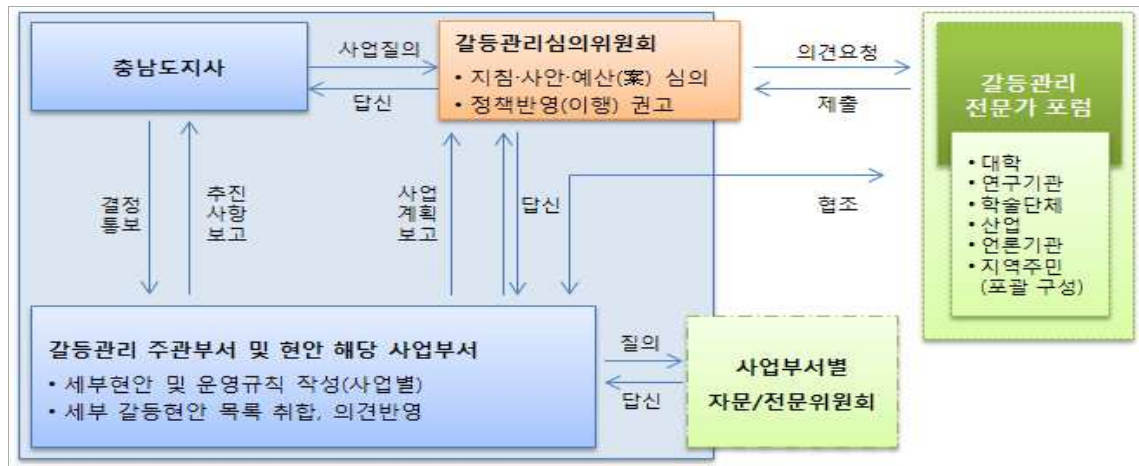 충남도지사
사업질의
답신
갈등관리심의위원회
• 지침·사안·예산(案) 심의
• 정책반영(이행) 권고
의견요청
제출
갈등관리
전문가 포럼
• 대학
• 연구기관
• 학술단체
• 산업
• 언론기관
• 지역주민
(포괄 구성)
결정
통보
추진
사항
보고
사업
계획
보고
답신
협조
갈등관리 주관부서 및 현안 해당 사업부서
• 세부현안 및 운영규칙 작성(사업별)
• 세부 갈등현안 목록 취합, 의견반영
질의
답신
사업부서별
자문/전문위원회